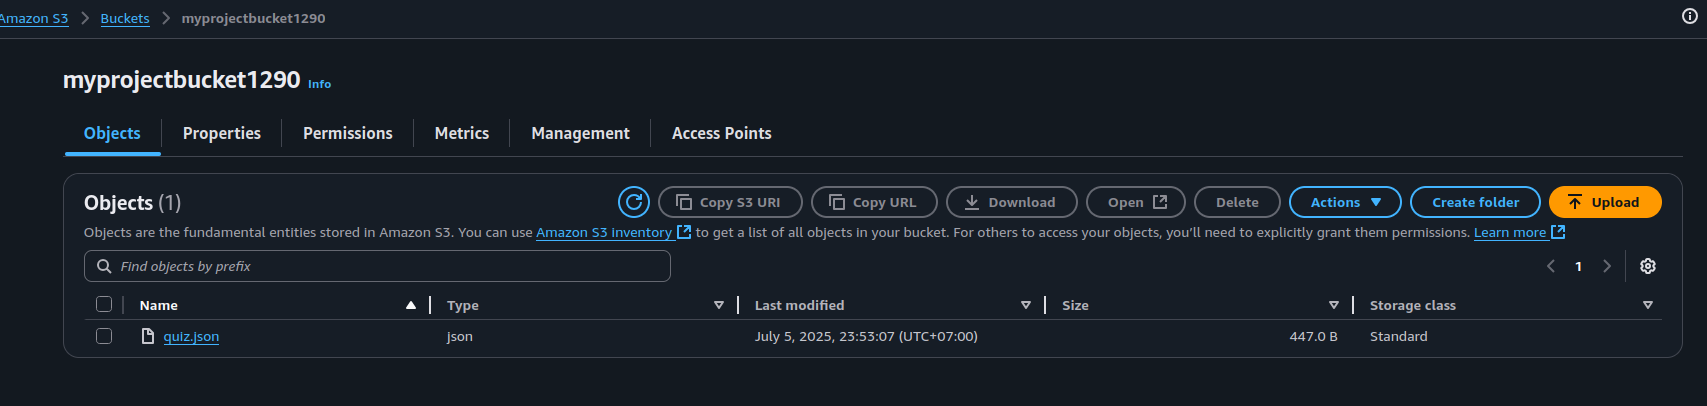 Amazon S3 > Buckets > myprojectbucket1290
myprojectbucket1290 Info
Objects Properties Permissions Metrics Management Access Points
Objects (1) Copy S3 URI Copy URL Download Open Delete Actions Create folder Upload
Objects are the fundamental entities stored in Amazon S3. You can use Amazon S3 inventory to get a list of all objects in your bucket. For others to access your objects, you'll need to explicitly grant them permissions. Learn more
Find objects by prefix 1
Name Type Last modified Size Storage class
quiz.json json July 5, 2025, 23:53:07 (UTC+07:00) 447.0 B Standard